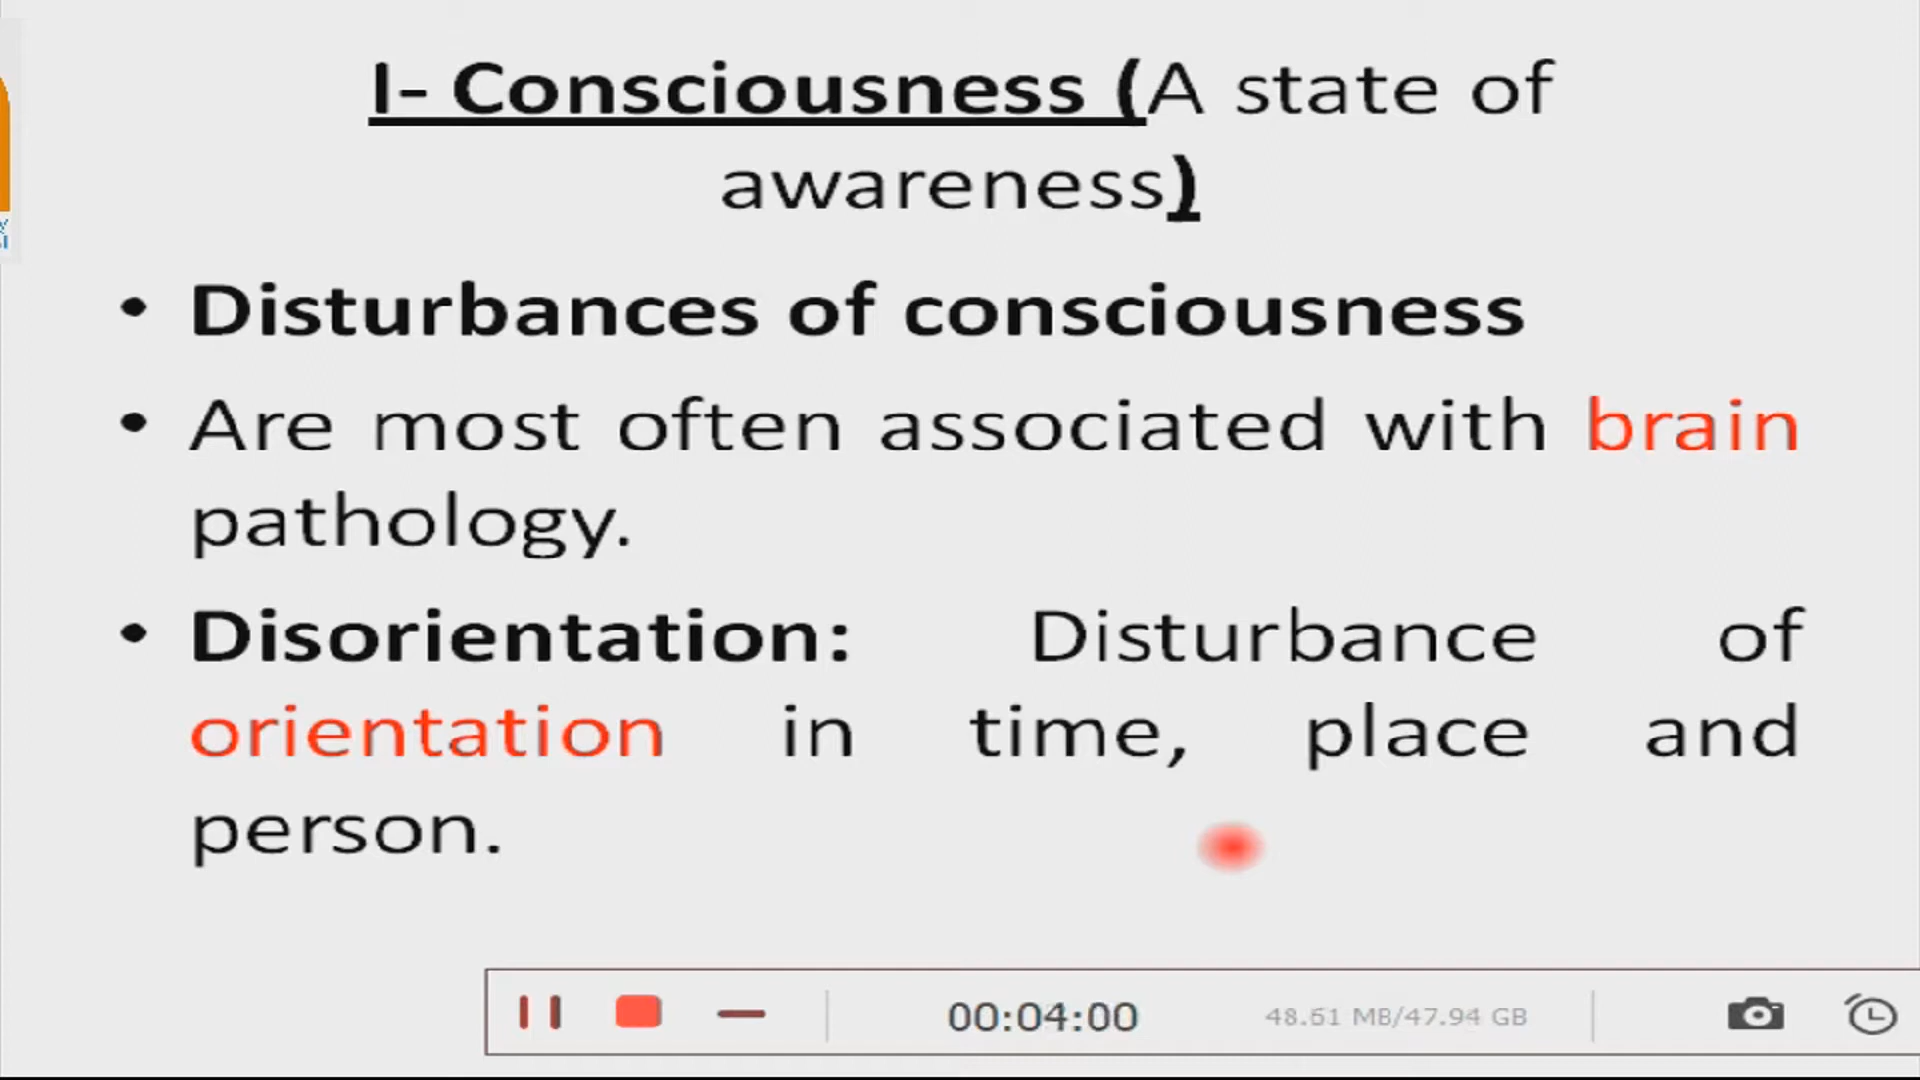 I- Consciousness (A state of
awareness)
• Disturbances of consciousness
• Are most often associated with brain
pathology.
• Disorientation: Disturbance of
orientation in time, place and
person.
00:04:00
48.61 MB/47.94 GB